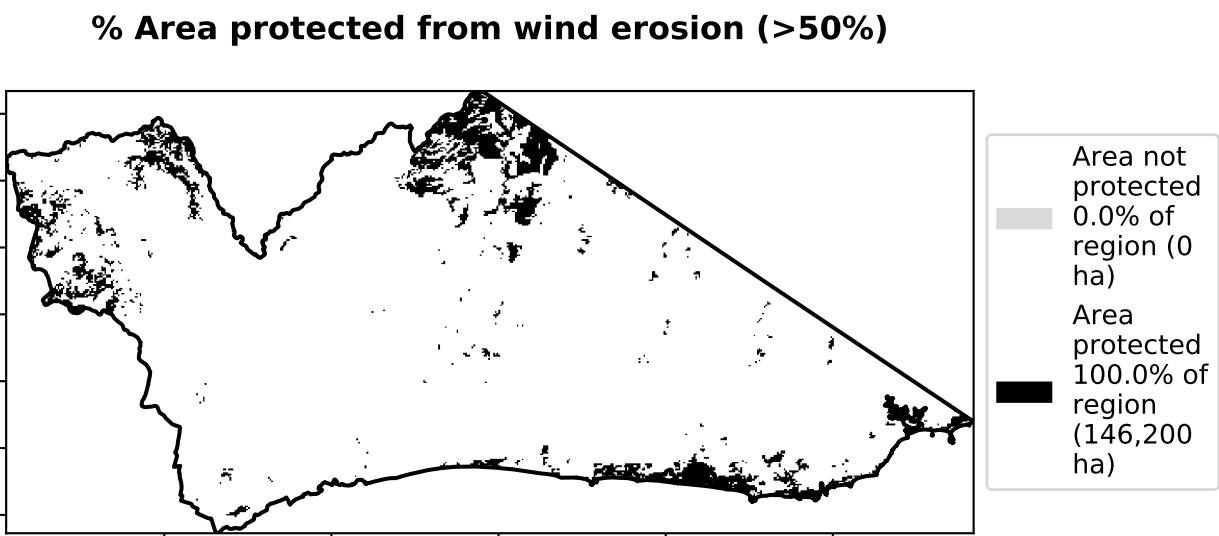 % Area protected from wind erosion (>50%)
Area not
protected
0.0% of
region (0
ha)
Area
protected
100.0% of
region
(146,200
ha)